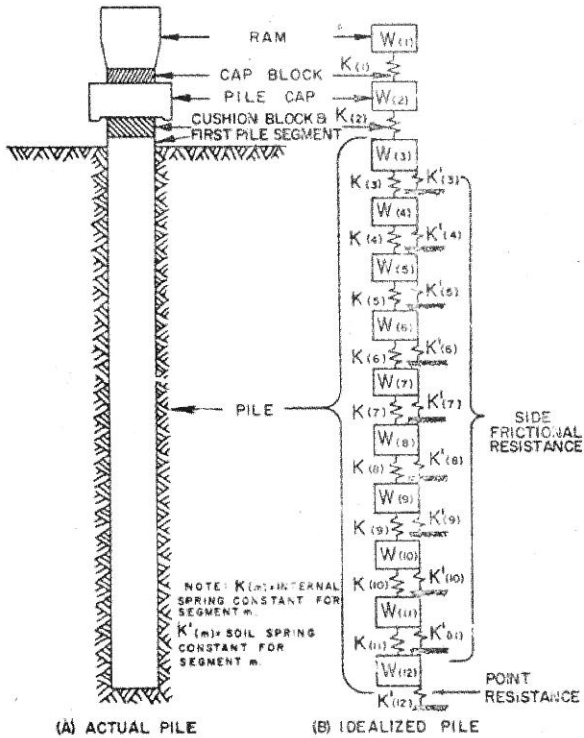 RAM
W(1)
K(1)
CAP BLOCK
PILE CAP
W(2)
CUSHION BLOCK &
FIRST PILE SEGMENT
K(2)
W(3)
K(3)
K'(3)
W(4)
K(4)
K'(4)
W(5)
K(5)
K'(5)
W(6)
K(6)
K'(6)
W(7)
PILE
K(7)
K'(7)
SIDE
FRICTIONAL
RESISTANCE
W(8)
K(8)
K'(8)
W(9)
K(9)
K'(9)
W(10)
K(10)
K'(10)
W(11)
K(11)
K'(11)
W(12)
K'(12)
POINT
RESISTANCE
NOTE: K(m)=INTERNAL
SPRING CONSTANT FOR
SEGMENT m.
K'(m)=SOIL SPRING
CONSTANT FOR
SEGMENT m.
(A) ACTUAL PILE
(B) IDEALIZED PILE